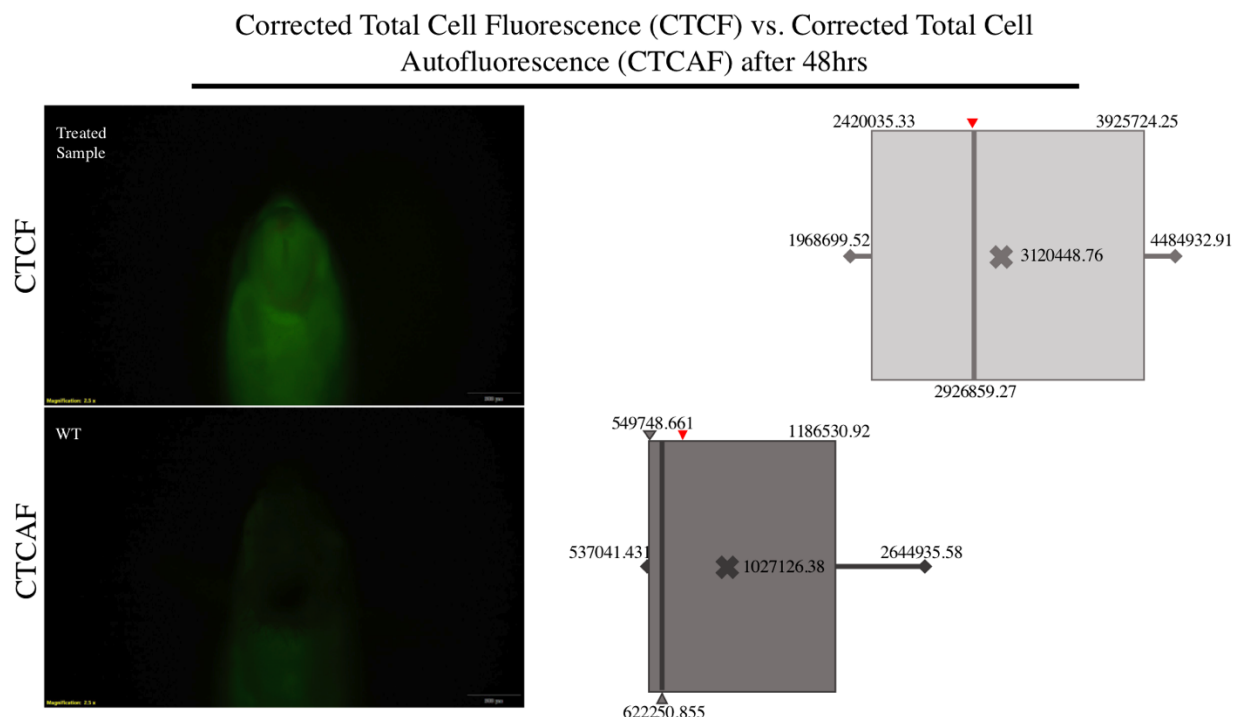 Corrected Total Cell Fluorescence (CTCF) vs. Corrected Total Cell
Autofluorescence (CTCAF) after 48hrs
CTCF
Treated
Sample
Magnification: 2.5 x
2420035.33
3925724.25
1968699.52
3120448.76
4484932.91
2926859.27
CTCAF
WT
Magnification: 2.5 x
549748.661
1186530.92
537041.431
1027126.38
2644935.58
622250.855